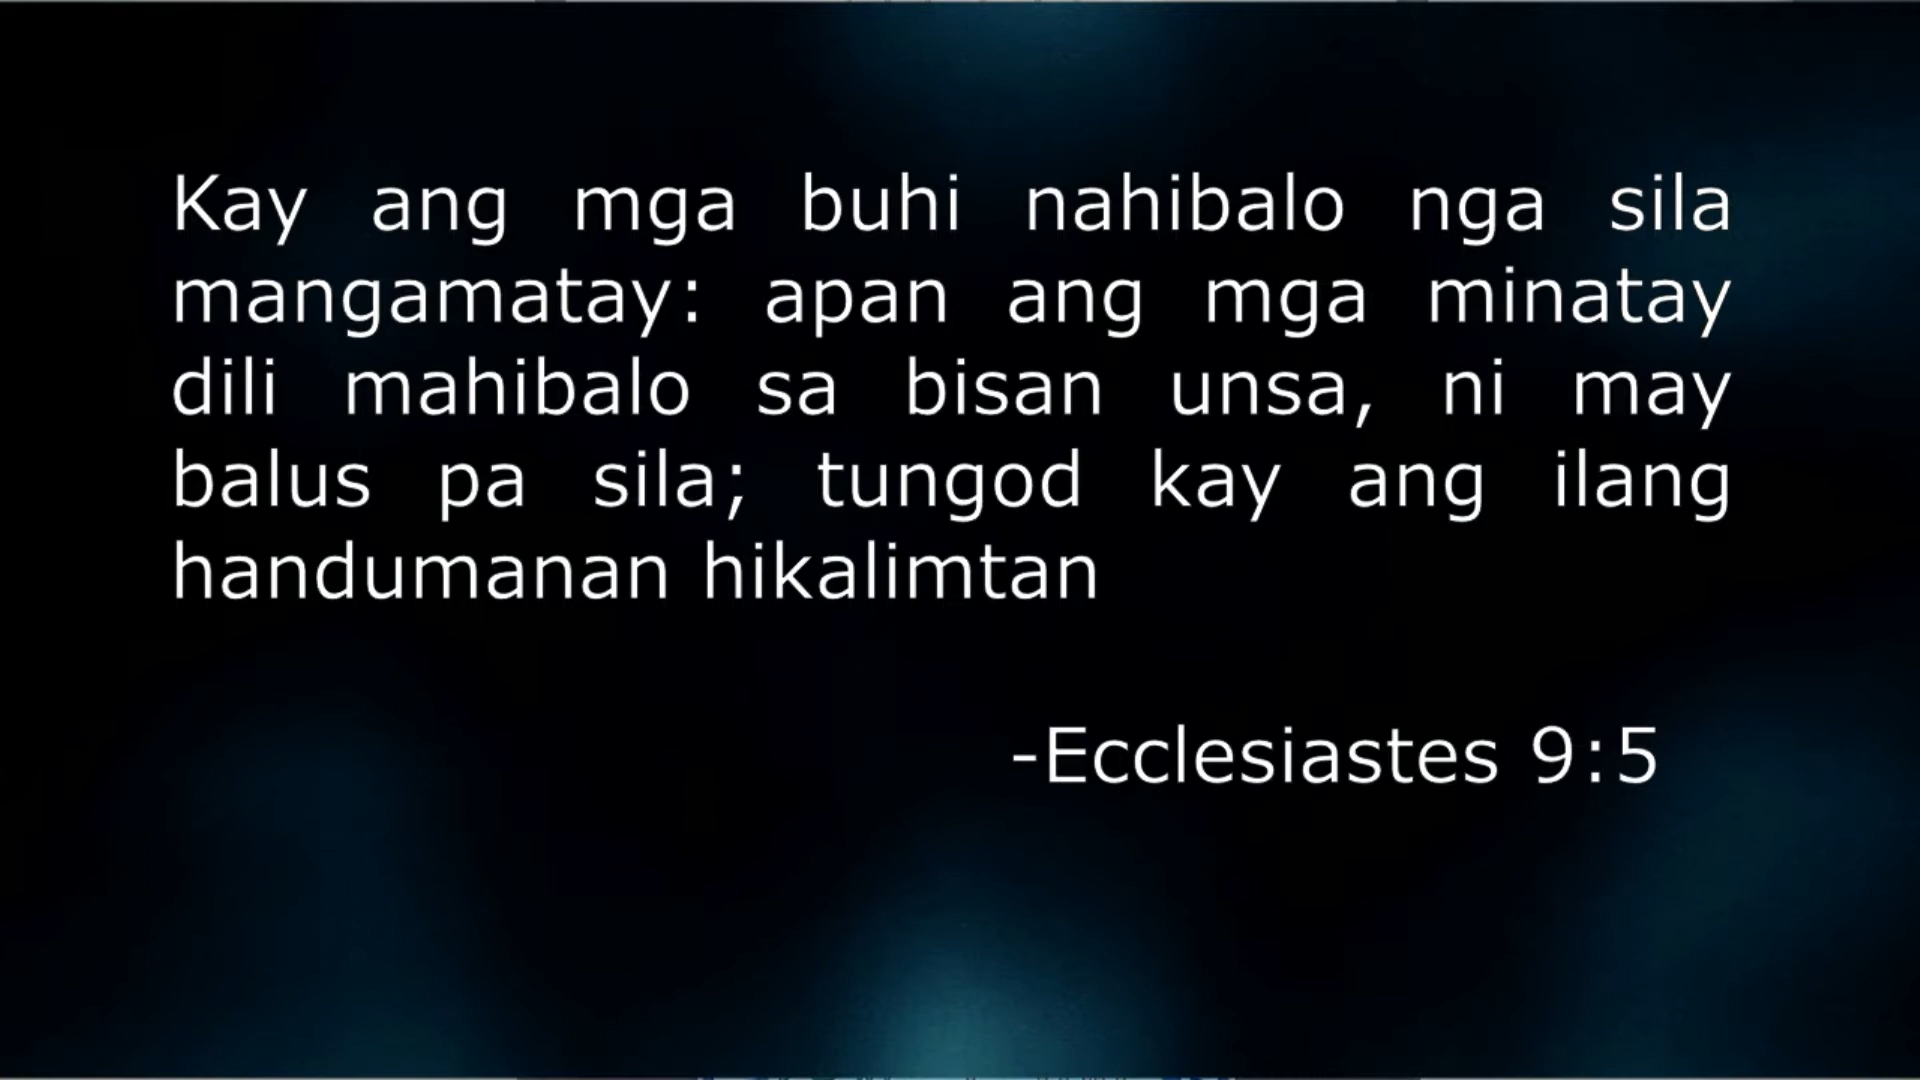 Kay ang mga buhi nahibalo nga sila
mangamatay: apan ang mga minatay
dili mahibalo sa bisan unsa, ni may
balus pa sila; tungod kay ang ilang
handumanan hikalimtan
-Ecclesiastes 9:5